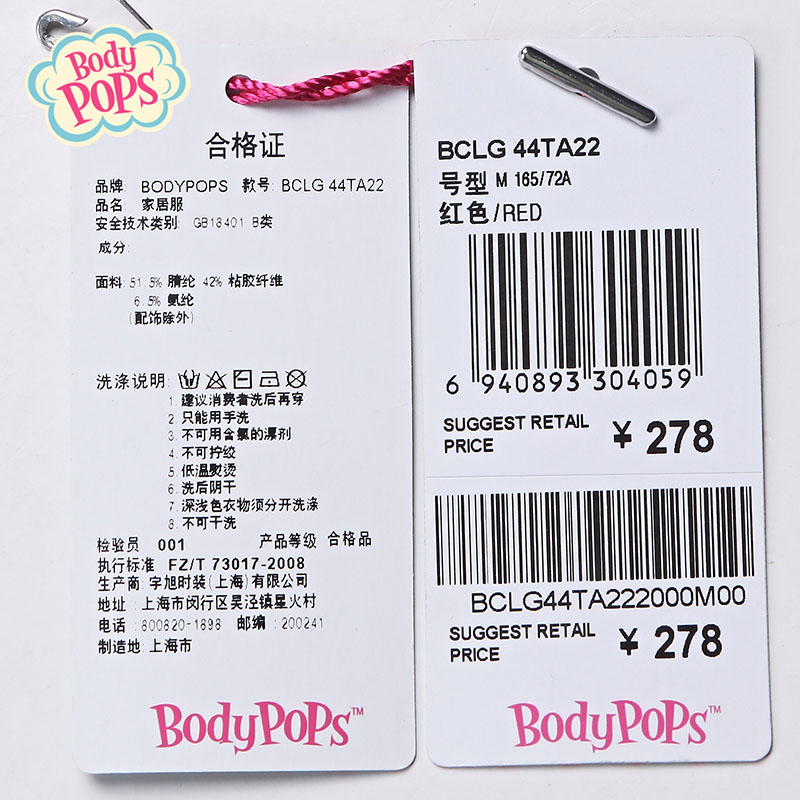 Body
POPS
合格证
品牌 BODYPOPS 款号: BCLG 44TA22
品名 家居服
安全技术类别: GB18401 B类
成分:
面料: 51.5% 腈纶 42% 粘胶纤维
6.5% 氨纶
(配饰除外)
洗涤说明:
1. 建议消费者洗后再穿
2. 只能用手洗
3. 不可用含氯的漂剂
4. 不可拧绞
5. 低温熨烫
6. 洗后阴干
7. 深浅色衣物须分开洗涤
8. 不可干洗
检验员 001 产品等级 合格品
执行标准 FZ/T 73017-2008
生产商: 宇旭时装(上海)有限公司
地址: 上海市闵行区吴泾镇星火村
电话: 800820-1898 邮编: 200241
制造地: 上海市
BodyPoPs™
BCLG 44TA22
号型 M 165/72A
红色/RED
6 940893 304059
SUGGEST RETAIL
PRICE ¥ 278
BCLG44TA222000M00
SUGGEST RETAIL
PRICE ¥ 278
BodyPoPs™